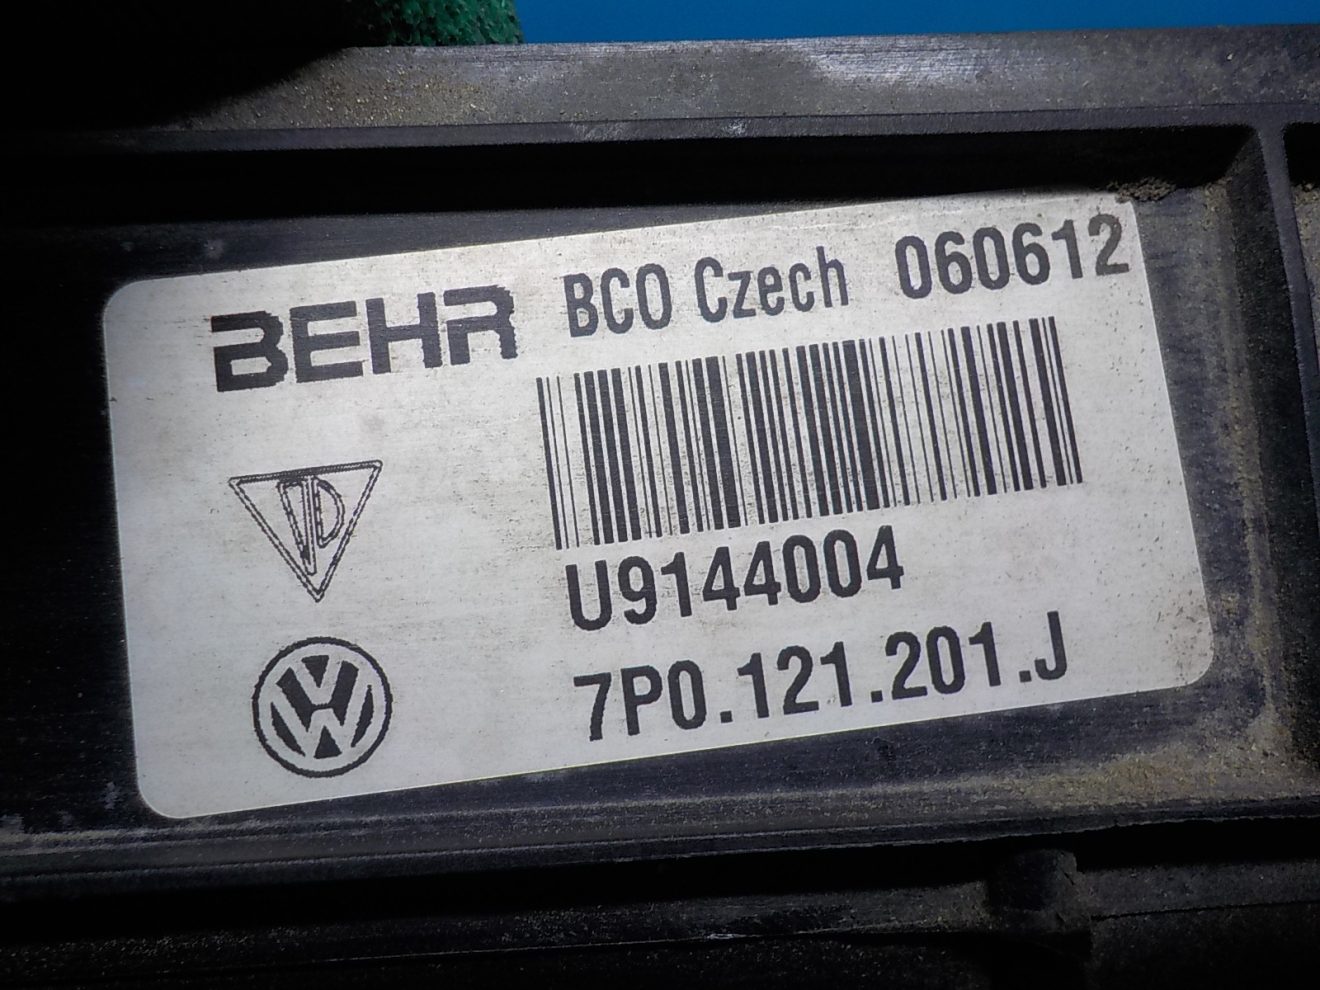 BEHR BCO Czech 060612
U9144004
7P0.121.201.J